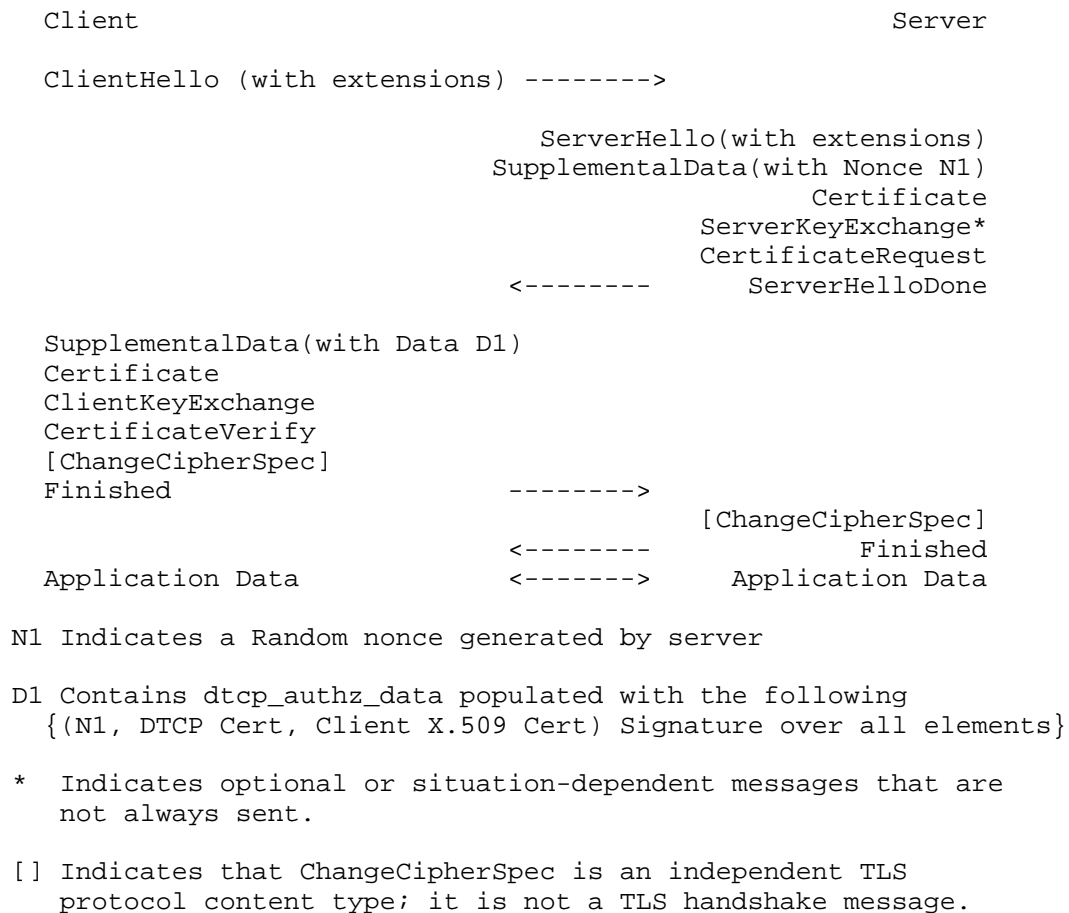 Client Server
ClientHello (with extensions) -------->
ServerHello(with extensions)
SupplementalData(with Nonce N1)
Certificate
ServerKeyExchange*
CertificateRequest
<-------- ServerHelloDone
SupplementalData(with Data D1)
Certificate
ClientKeyExchange
CertificateVerify
[ChangeCipherSpec]
Finished -------->
[ChangeCipherSpec]
<-------- Finished
Application Data <-------> Application Data
N1 Indicates a Random nonce generated by server
D1 Contains dtcp_authz_data populated with the following
{(N1, DTCP Cert, Client X.509 Cert) Signature over all elements}
* Indicates optional or situation-dependent messages that are
not always sent.
[] Indicates that ChangeCipherSpec is an independent TLS
protocol content type; it is not a TLS handshake message.